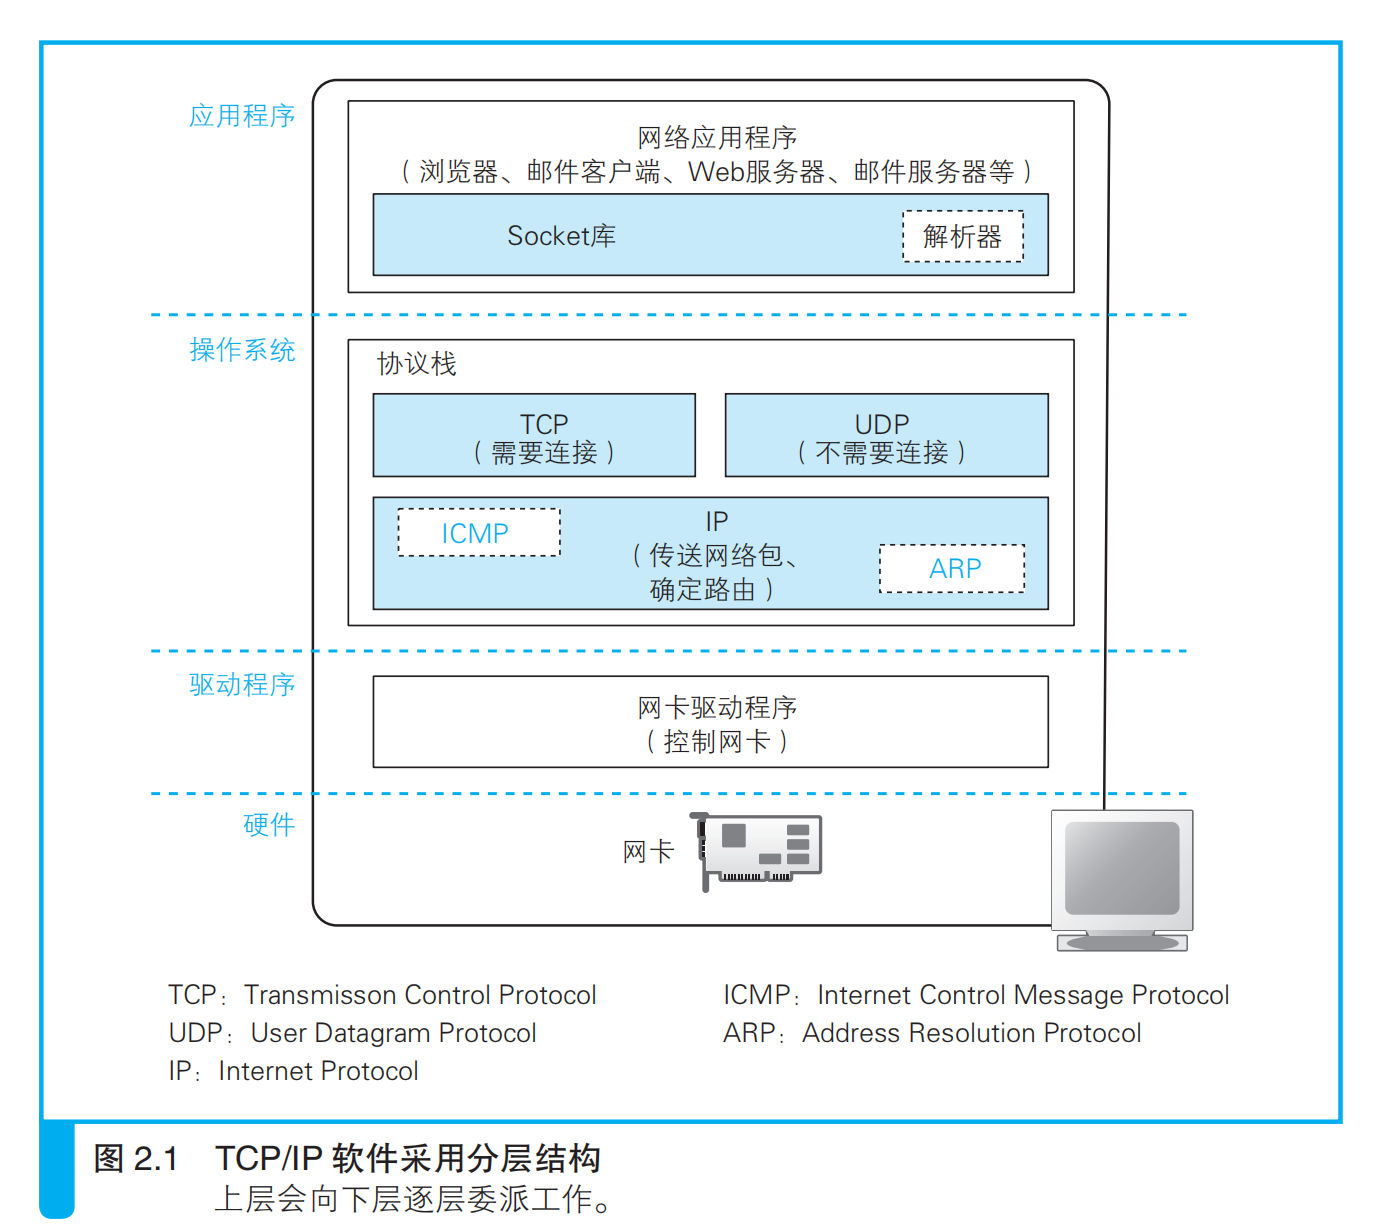 应用程序
网络应用程序
（浏览器、邮件客户端、Web服务器、邮件服务器等）
Socket库
解析器
操作系统
协议栈
TCP
（需要连接）
UDP
（不需要连接）
ICMP
IP
（传送网络包、
确定路由）
ARP
驱动程序
网卡驱动程序
（控制网卡）
硬件
网卡
TCP：Transmisson Control Protocol
UDP：User Datagram Protocol
IP：Internet Protocol
ICMP：Internet Control Message Protocol
ARP：Address Resolution Protocol
图 2.1 TCP/IP 软件采用分层结构
上层会向下层逐层委派工作。